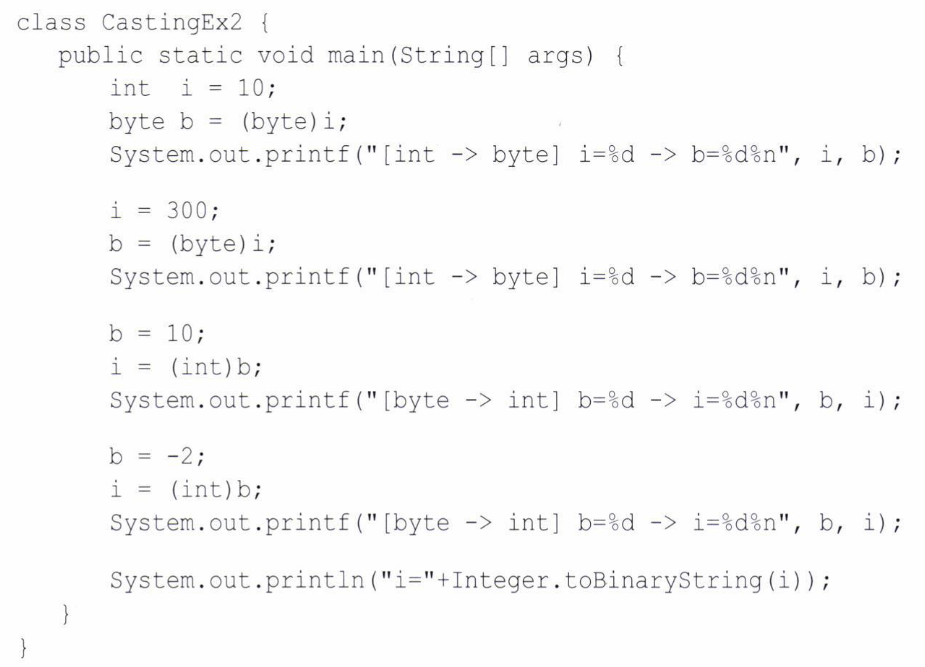 class CastingEx2 {
    public static void main(String[] args) {
        int  i = 10;
        byte b = (byte)i;
        System.out.printf("[int -> byte] i=%d -> b=%d%n", i, b);

        i = 300;
        b = (byte)i;
        System.out.printf("[int -> byte] i=%d -> b=%d%n", i, b);

        b = 10;
        i = (int)b;
        System.out.printf("[byte -> int] b=%d -> i=%d%n", b, i);

        b = -2;
        i = (int)b;
        System.out.printf("[byte -> int] b=%d -> i=%d%n", b, i);

        System.out.println("i="+Integer.toBinaryString(i));
    }
}